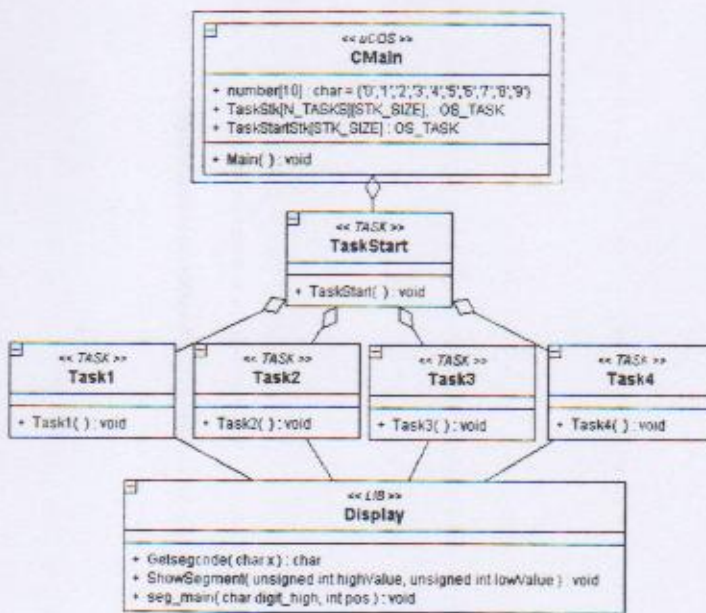 << uCOS >>
CMain
+ number[10] : char = {'0','1','2','3','4','5','6','7','8','9'}
+ TaskStk[N_TASKS][STK_SIZE], : OS_TASK
+ TaskStartStk[STK_SIZE] : OS_TASK
+ Main( ) : void
<< TASK >>
TaskStart
+ TaskStart( ) : void
<< TASK >>
Task1
+ Task1( ) : void
<< TASK >>
Task2
+ Task2( ) : void
<< TASK >>
Task3
+ Task3( ) : void
<< TASK >>
Task4
+ Task4( ) : void
<< LIB >>
Display
+ Getsegcode( char x ) : char
+ ShowSegment( unsigned int highValue, unsigned int lowValue ) : void
+ seg_main( char digit_high, int pos ) : void